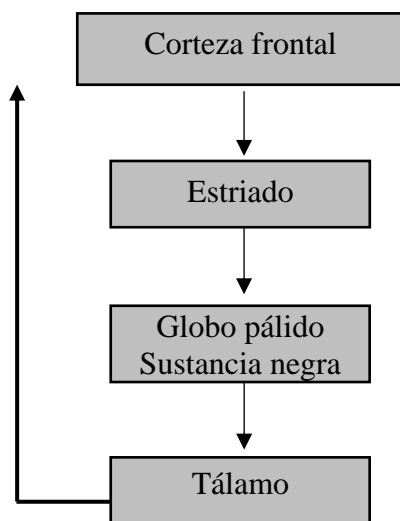 Corteza frontal
Estriado
Globo pálido
Sustancia negra
Tálamo